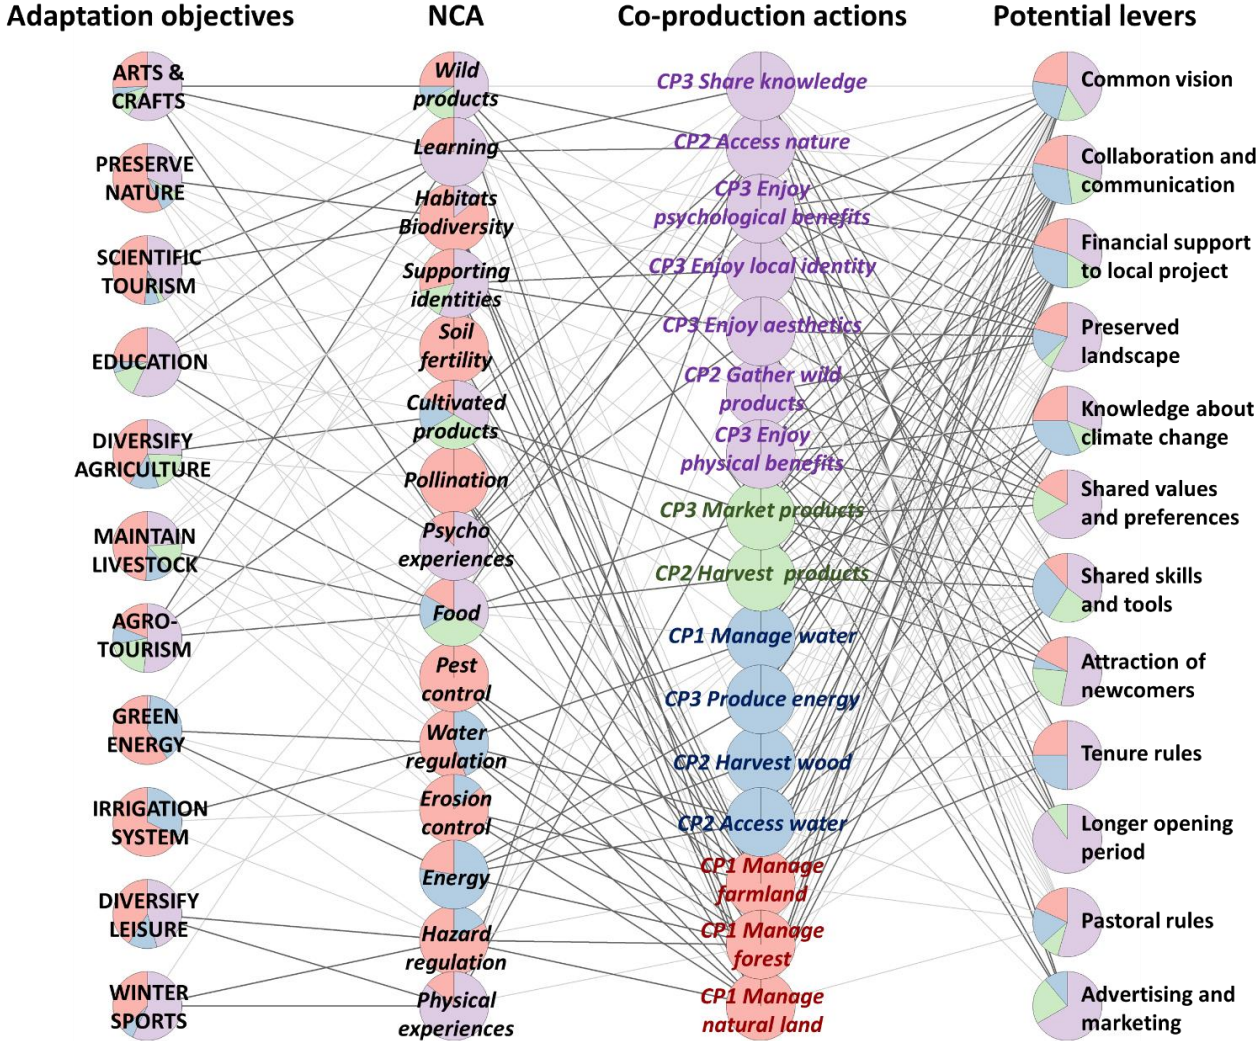 Adaptation objectives
NCA
Co-production actions
Potential levers
ARTS &
CRAFTS
PRESERVE
NATURE
SCIENTIFIC
TOURISM
EDUCATION
DIVERSIFY
AGRICULTURE
MAINTAIN
LIVESTOCK
AGRO-
TOURISM
GREEN
ENERGY
IRRIGATION
SYSTEM
DIVERSIFY
LEISURE
WINTER
SPORTS
Wild
products
Learning
Habitats
Biodiversity
Supporting
identities
Soil
fertility
Cultivated
products
Pollination
Psycho
experiences
Food
Pest
control
Water
regulation
Erosion
control
Energy
Hazard
regulation
Physical
experiences
CP3 Share knowledge
CP2 Access nature
CP3 Enjoy
psychological benefits
CP3 Enjoy local identity
CP3 Enjoy aesthetics
CP2 Gather wild
products
CP3 Enjoy
physical benefits
CP3 Market products
CP2 Harvest products
CP1 Manage water
CP3 Produce energy
CP2 Harvest wood
CP2 Access water
CP1 Manage
farmland
CP1 Manage
forest
CP1 Manage
natural land
Common vision
Collaboration and
communication
Financial support
to local project
Preserved
landscape
Knowledge about
climate change
Shared values
and preferences
Shared skills
and tools
Attraction of
newcomers
Tenure rules
Longer opening
period
Pastoral rules
Advertising and
marketing